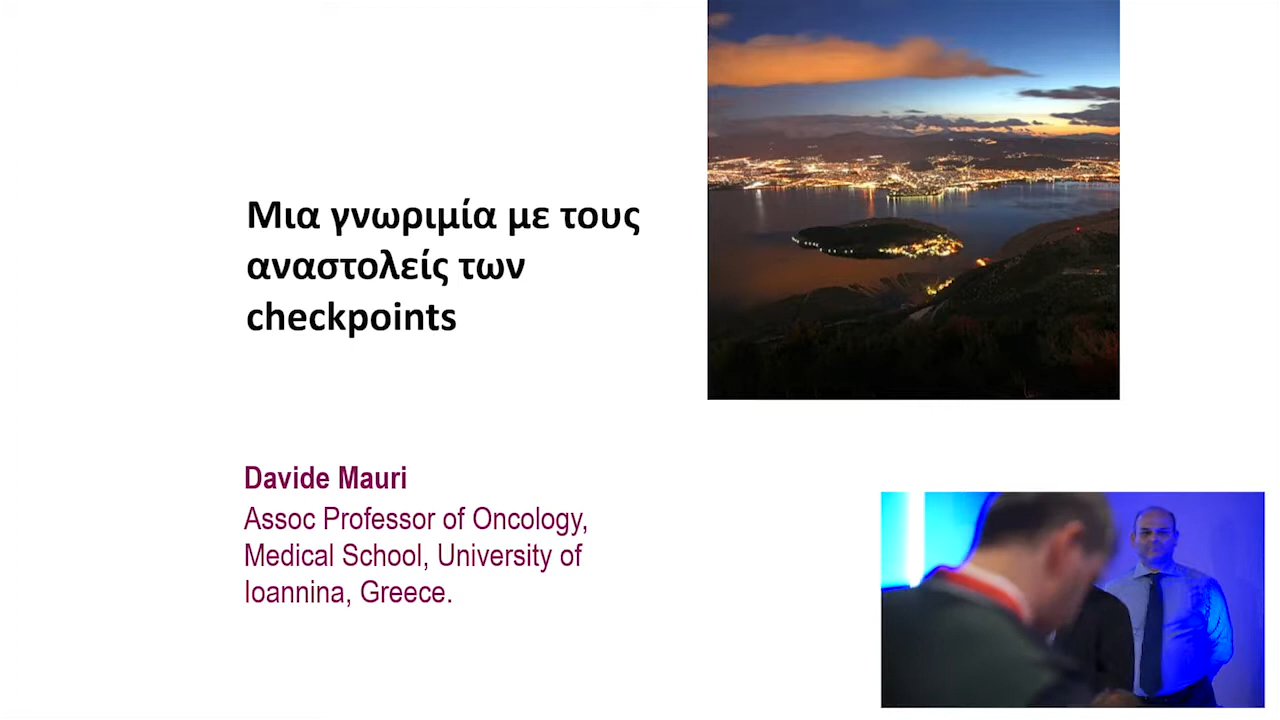 Μια γνωριμία με τους
αναστολείς των
checkpoints
Davide Mauri
Assoc Professor of Oncology,
Medical School, University of
Ioannina, Greece.